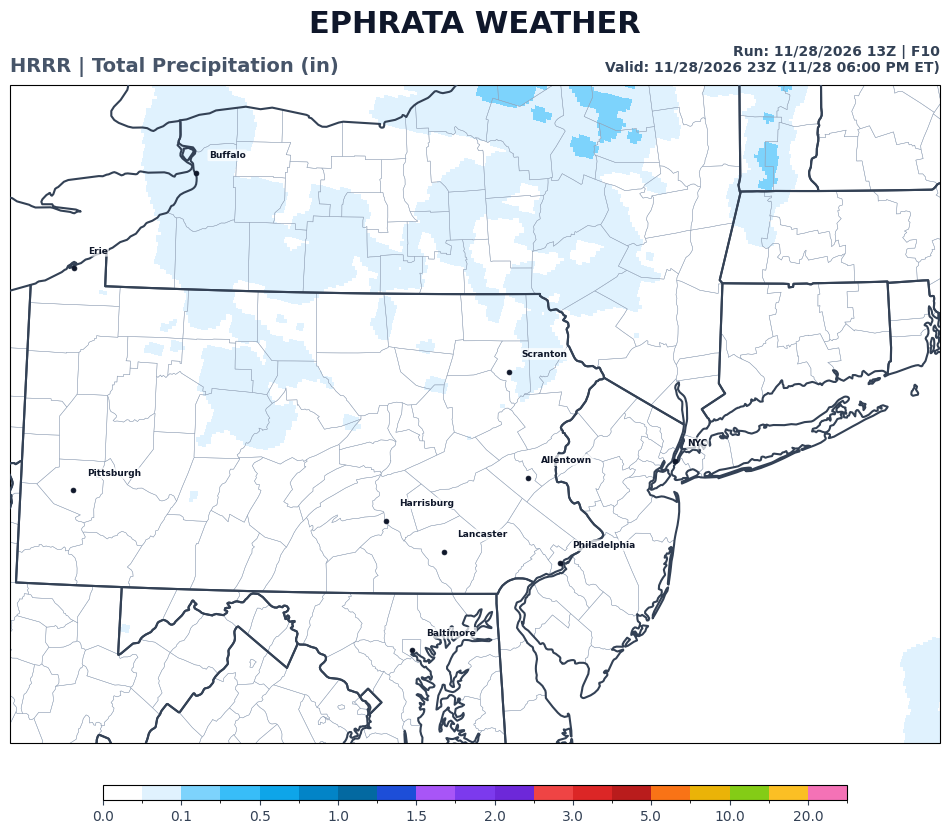 EPHRATA WEATHER
HRRR | Total Precipitation (in)
Run: 11/28/2026 13Z | F10
Valid: 11/28/2026 23Z (11/28 06:00 PM ET)
Buffalo
Erie
Scranton
NYC
Allentown
Pittsburgh
Harrisburg
Lancaster
Philadelphia
Baltimore
0.0 0.1 0.5 1.0 1.5 2.0 3.0 5.0 10.0 20.0